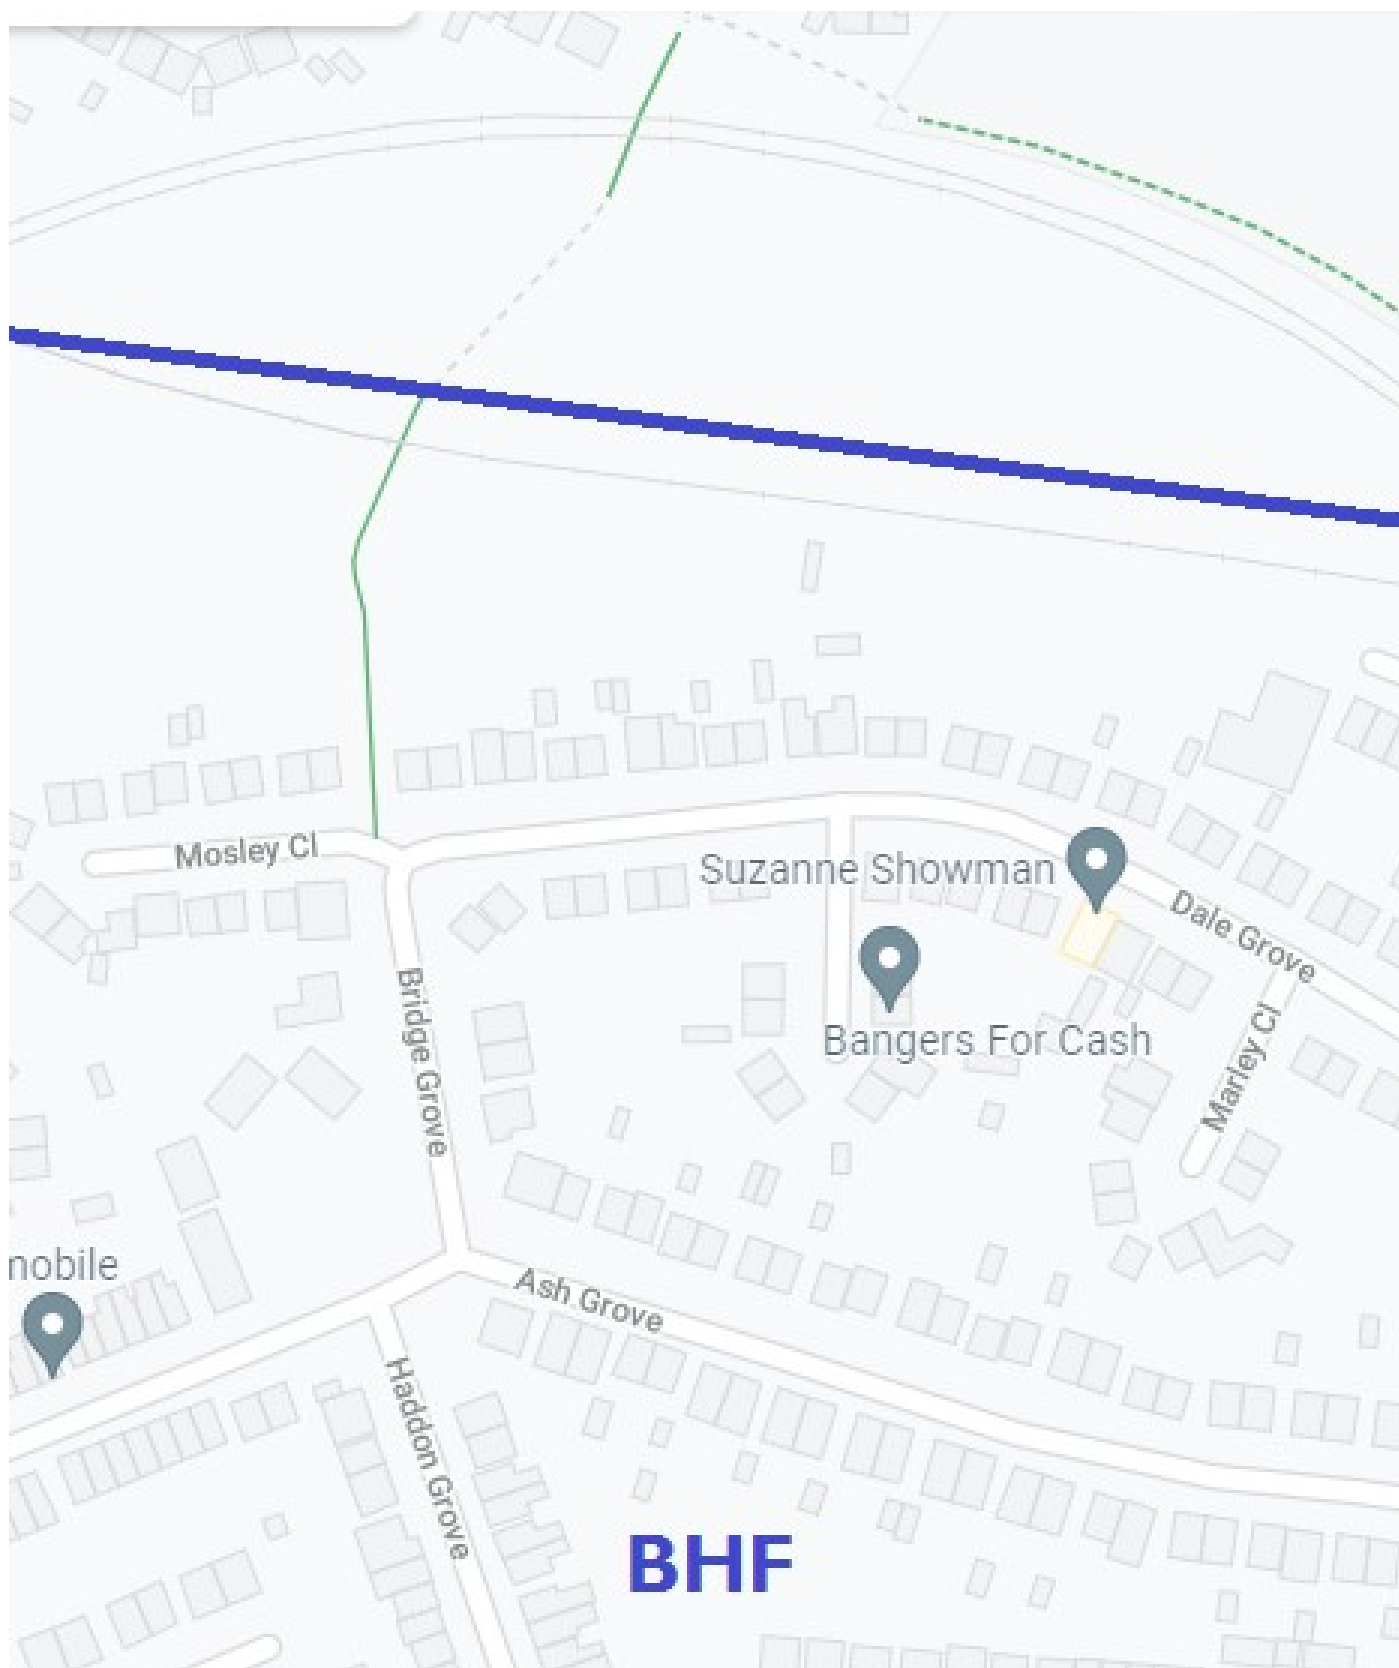 Mosley Cl
Suzanne Showman
Dale Grove
Bridge Grove
Bangers For Cash
Marley Cl
nobile
Ash Grove
Haddon Grove
BHF